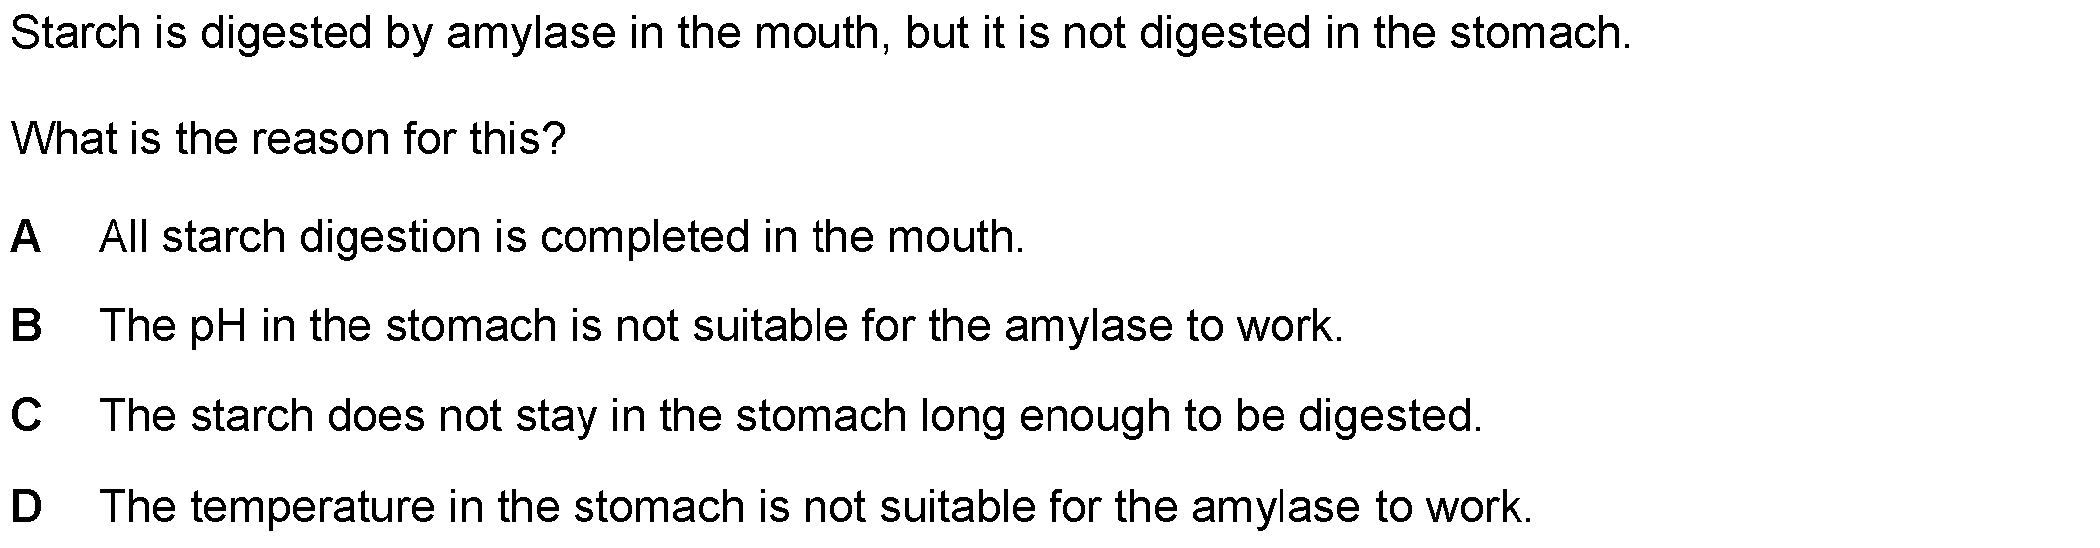 Starch is digested by amylase in the mouth, but it is not digested in the stomach.
What is the reason for this?
A All starch digestion is completed in the mouth.
B The pH in the stomach is not suitable for the amylase to work.
C The starch does not stay in the stomach long enough to be digested.
D The temperature in the stomach is not suitable for the amylase to work.